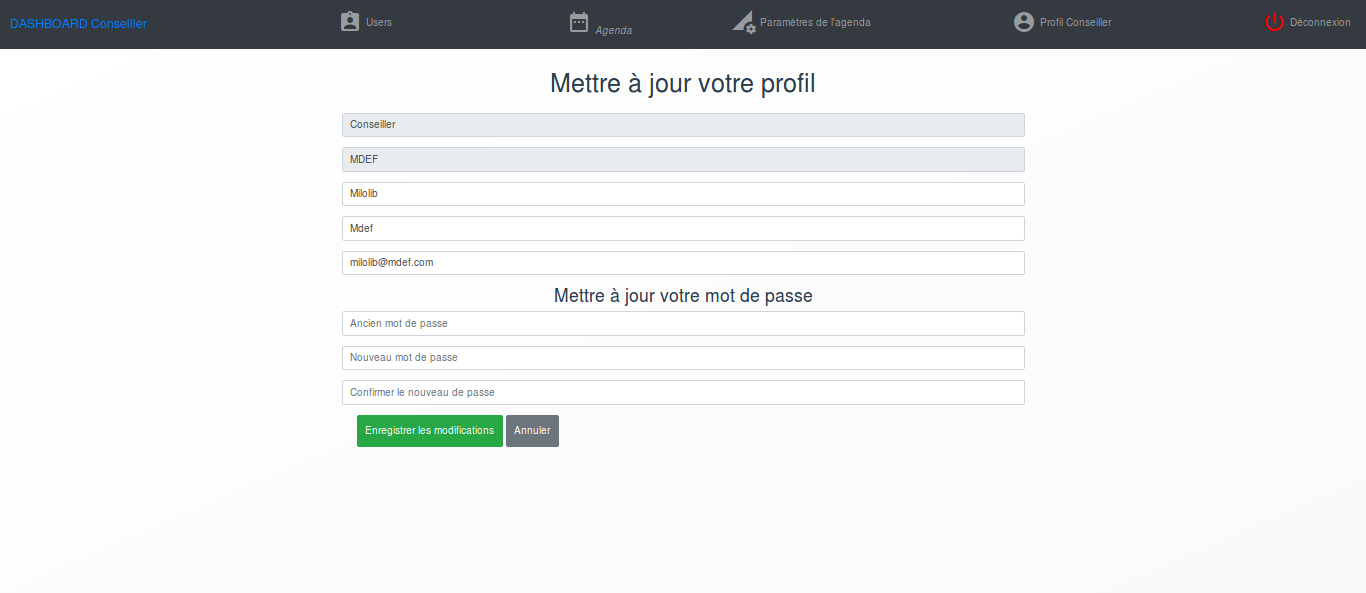 DASHBOARD Conseiller
Users
Agenda
Paramètres de l'agenda
Profil Conseiller
Déconnexion
Mettre à jour votre profil
Conseiller
MDEF
Milolib
Mdef
milolib@mdef.com
Mettre à jour votre mot de passe
Ancien mot de passe
Nouveau mot de passe
Confirmer le nouveau de passe
Enregistrer les modifications
Annuler